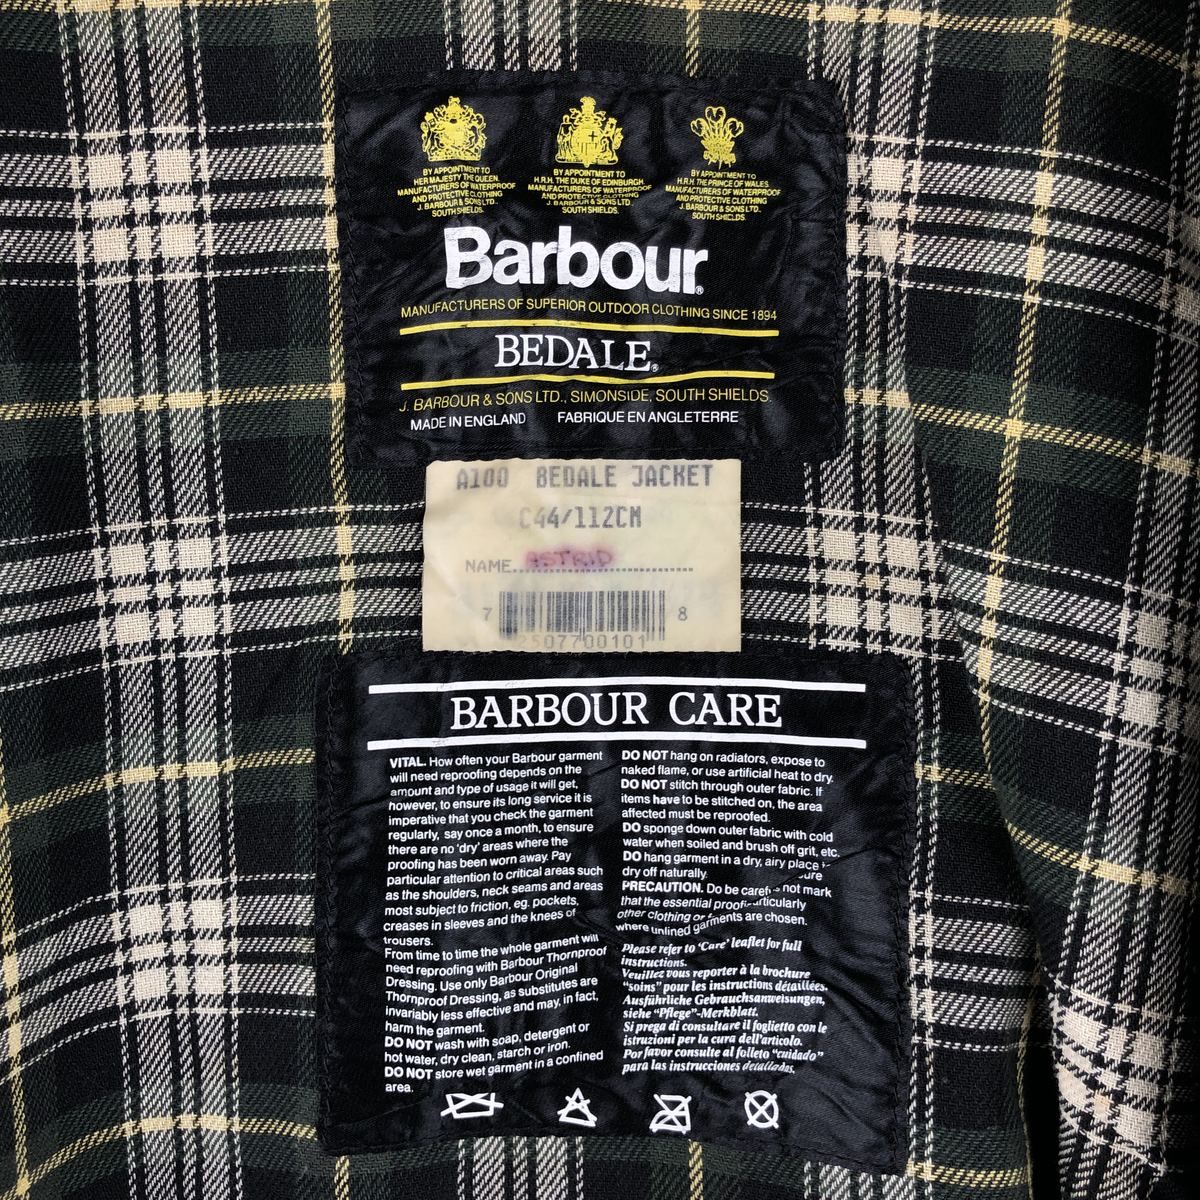 BY APPOINTMENT TO
HER MAJESTY THE QUEEN.
MANUFACTURERS OF WATERPROOF
AND PROTECTIVE CLOTHING
J. BARBOUR & SONS LTD.
SOUTH SHIELDS.
BY APPOINTMENT TO
H.R.H. THE DUKE OF EDINBURGH
MANUFACTURERS OF WATERPROOF
AND PROTECTIVE CLOTHING
J. BARBOUR & SONS LTD.
SOUTH SHIELDS.
BY APPOINTMENT TO
H.R.H. THE PRINCE OF WALES.
MANUFACTURERS OF WATERPROOF
AND PROTECTIVE CLOTHING
J. BARBOUR & SONS LTD.
SOUTH SHIELDS.
Barbour®
MANUFACTURERS OF SUPERIOR OUTDOOR CLOTHING SINCE 1894
BEDALE®
J. BARBOUR & SONS LTD., SIMONSIDE, SOUTH SHIELDS.
MADE IN ENGLAND FABRIQUE EN ANGLETERRE
A100 BEDALE JACKET
C44/112CM
NAME ASTRID
7 8
2507700101
BARBOUR CARE
VITAL. How often your Barbour garment
will need reproofing depends on the
amount and type of usage it will get,
however, to ensure its long service it is
imperative that you check the garment
regularly, say once a month, to ensure
there are no 'dry' areas where the
proofing has been worn away. Pay
particular attention to critical areas such
as the shoulders, neck seams and areas
most subject to friction, eg. pockets,
creases in sleeves and the knees of
trousers.
From time to time the whole garment will
need reproofing with Barbour Thornproof
Dressing. Use only Barbour Original
Thornproof Dressing, as substitutes are
invariably less effective and may, in fact,
harm the garment.
DO NOT wash with soap, detergent or
hot water, dry clean, starch or iron.
DO NOT store wet garment in a confined
area.
DO NOT hang on radiators, expose to
naked flame, or use artificial heat to dry.
DO NOT stitch through outer fabric. If
items have to be stitched on, the area
affected must be reproofed.
DO sponge down outer fabric with cold
water when soiled and brush off grit, etc.
DO hang garment in a dry, airy place
dry off naturally.
PRECAUTION. Do be not mark
that the essential
other clothing or garments are chosen.
where unlined
Please refer to 'Care' leaflet for full
instructions.
Veuillez vous reporter à la brochure
"soins" pour les instructions détaillées.
Ausführliche Gebrauchsanweisungen,
siehe "Pflege"-Merkblatt.
Si prega di consultare il foglietto con le
istruzioni per la cura dell'articolo.
Por favor consulte al folleto "cuidado"
para las instrucciones detalladas.